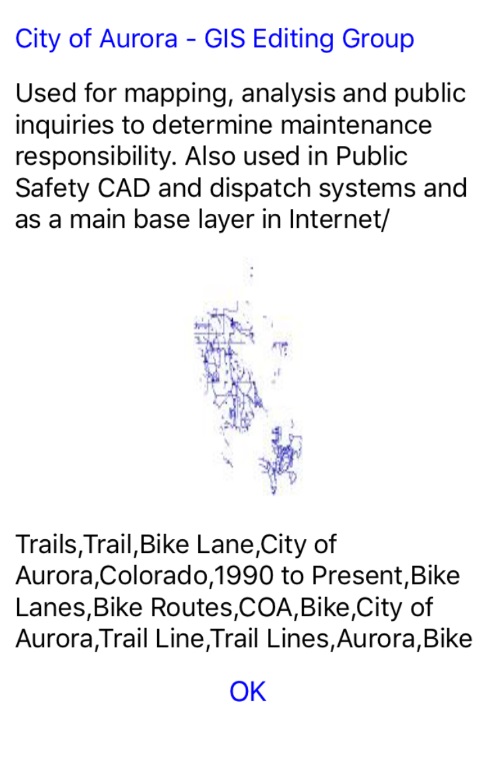 City of Aurora - GIS Editing Group
Used for mapping, analysis and public
inquiries to determine maintenance
responsibility. Also used in Public
Safety CAD and dispatch systems and
as a main base layer in Internet/
Trails,Trail,Bike Lane,City of
Aurora,Colorado,1990 to Present,Bike
Lanes,Bike Routes,COA,Bike,City of
Aurora,Trail Line,Trail Lines,Aurora,Bike
OK